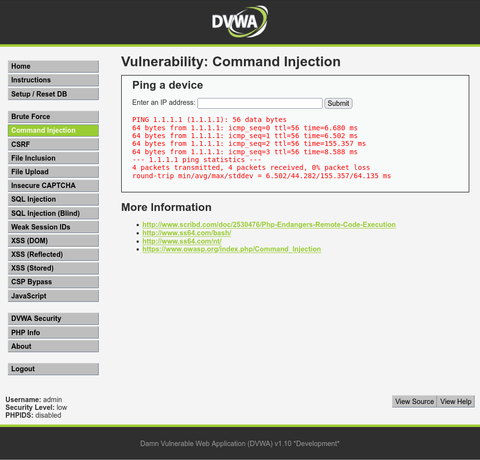 DVWA
Vulnerability: Command Injection
Home
Instructions
Setup / Reset DB
Brute Force
Command Injection
CSRF
File Inclusion
File Upload
Insecure CAPTCHA
SQL Injection
SQL Injection (Blind)
Weak Session IDs
XSS (DOM)
XSS (Reflected)
XSS (Stored)
CSP Bypass
JavaScript
DVWA Security
PHP Info
About
Logout
Ping a device
Enter an IP address: Submit
PING 1.1.1.1 (1.1.1.1): 56 data bytes
64 bytes from 1.1.1.1: icmp_seq=0 ttl=56 time=6.680 ms
64 bytes from 1.1.1.1: icmp_seq=1 ttl=56 time=6.502 ms
64 bytes from 1.1.1.1: icmp_seq=2 ttl=56 time=155.357 ms
64 bytes from 1.1.1.1: icmp_seq=3 ttl=56 time=8.588 ms
--- 1.1.1.1 ping statistics ---
4 packets transmitted, 4 packets received, 0% packet loss
round-trip min/avg/max/stddev = 6.502/44.282/155.357/64.135 ms
More Information
http://www.scribd.com/doc/2530476/Php-Endangers-Remote-Code-Execution
http://www.ss64.com/bash/
http://www.ss64.com/nt/
https://www.owasp.org/index.php/Command_Injection
Username: admin
Security Level: low
PHPIDS: disabled
View Source View Help
Damn Vulnerable Web Application (DVWA) v1.10 *Development*